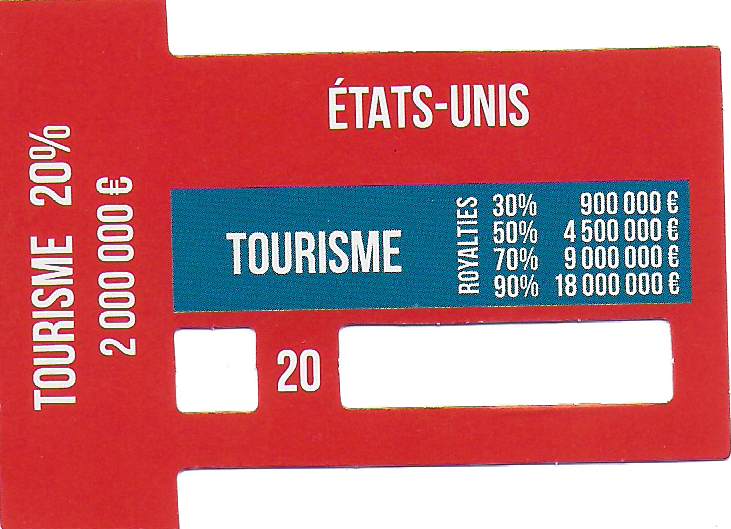 TOURISME 20%
2 000 000 €
ÉTATS-UNIS
TOURISME
ROYALTIES
30% 900 000 €
50% 4 500 000 €
70% 9 000 000 €
90% 18 000 000 €
20